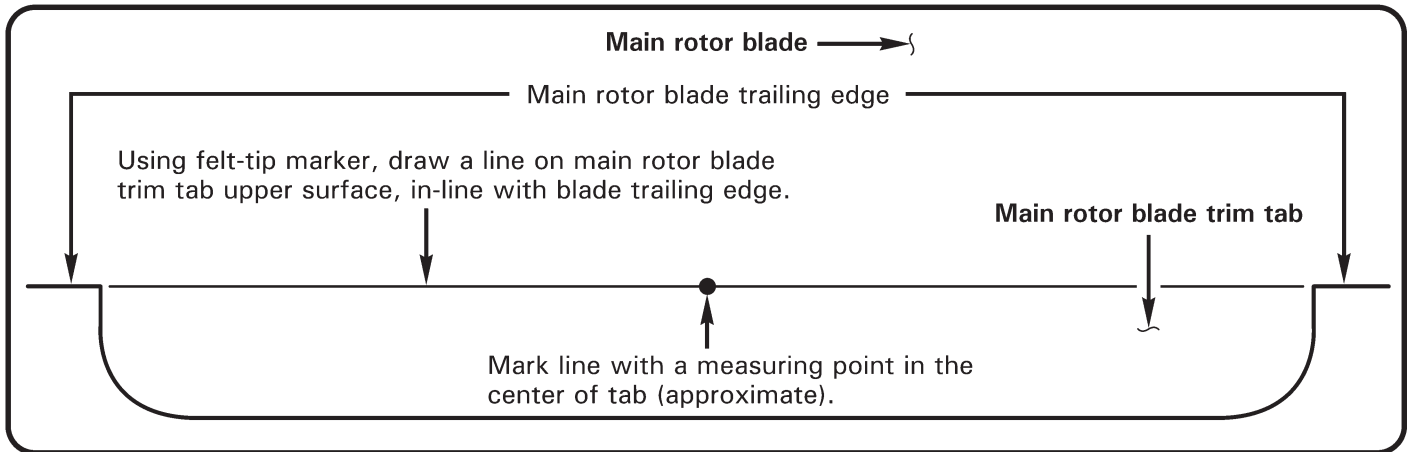 Main rotor blade
Main rotor blade trailing edge
Using felt-tip marker, draw a line on main rotor blade
trim tab upper surface, in-line with blade trailing edge.
Main rotor blade trim tab
Mark line with a measuring point in the
center of tab (approximate).